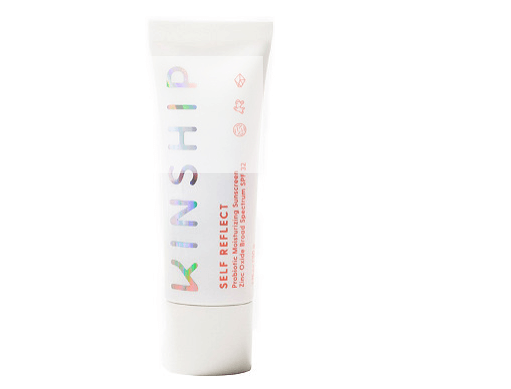 KINSHIP
SELF REFLECT
Probiotic Moisturizing Sunscreen
Zinc Oxide Broad Spectrum SPF 32